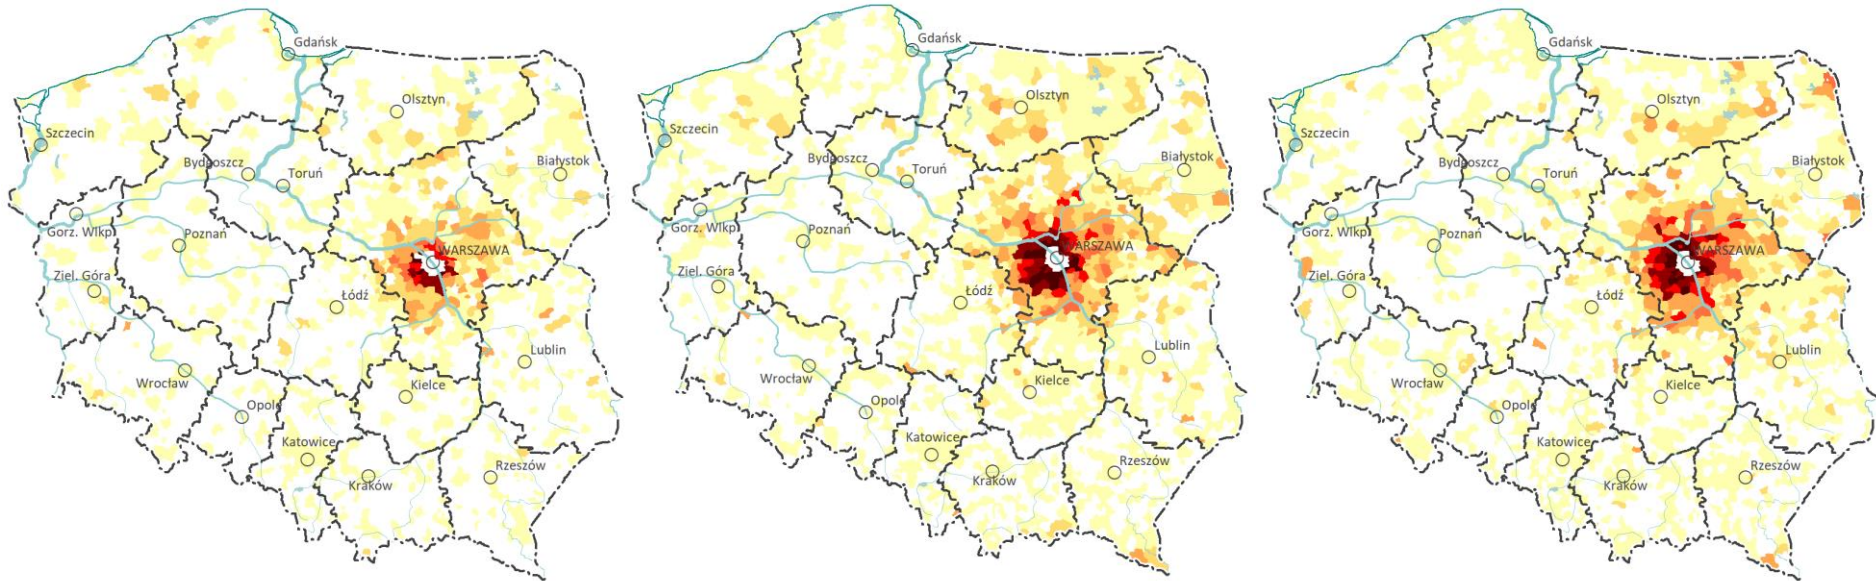 Gdańsk
Olsztyn
Szczecin
Bydgoszcz
Toruń
Białystok
Gorz. Wlkp.
Poznań
WARSZAWA
Ziel. Góra
Łódź
Lublin
Wrocław
Kielce
Opole
Katowice
Kraków
Rzeszów
Gdańsk
Olsztyn
Szczecin
Bydgoszcz
Toruń
Białystok
Gorz. Wlkp.
Poznań
WARSZAWA
Ziel. Góra
Łódź
Lublin
Wrocław
Kielce
Opole
Katowice
Kraków
Rzeszów
Gdańsk
Olsztyn
Szczecin
Bydgoszcz
Toruń
Białystok
Gorz. Wlkp.
Poznań
WARSZAWA
Ziel. Góra
Łódź
Lublin
Wrocław
Kielce
Opole
Katowice
Kraków
Rzeszów